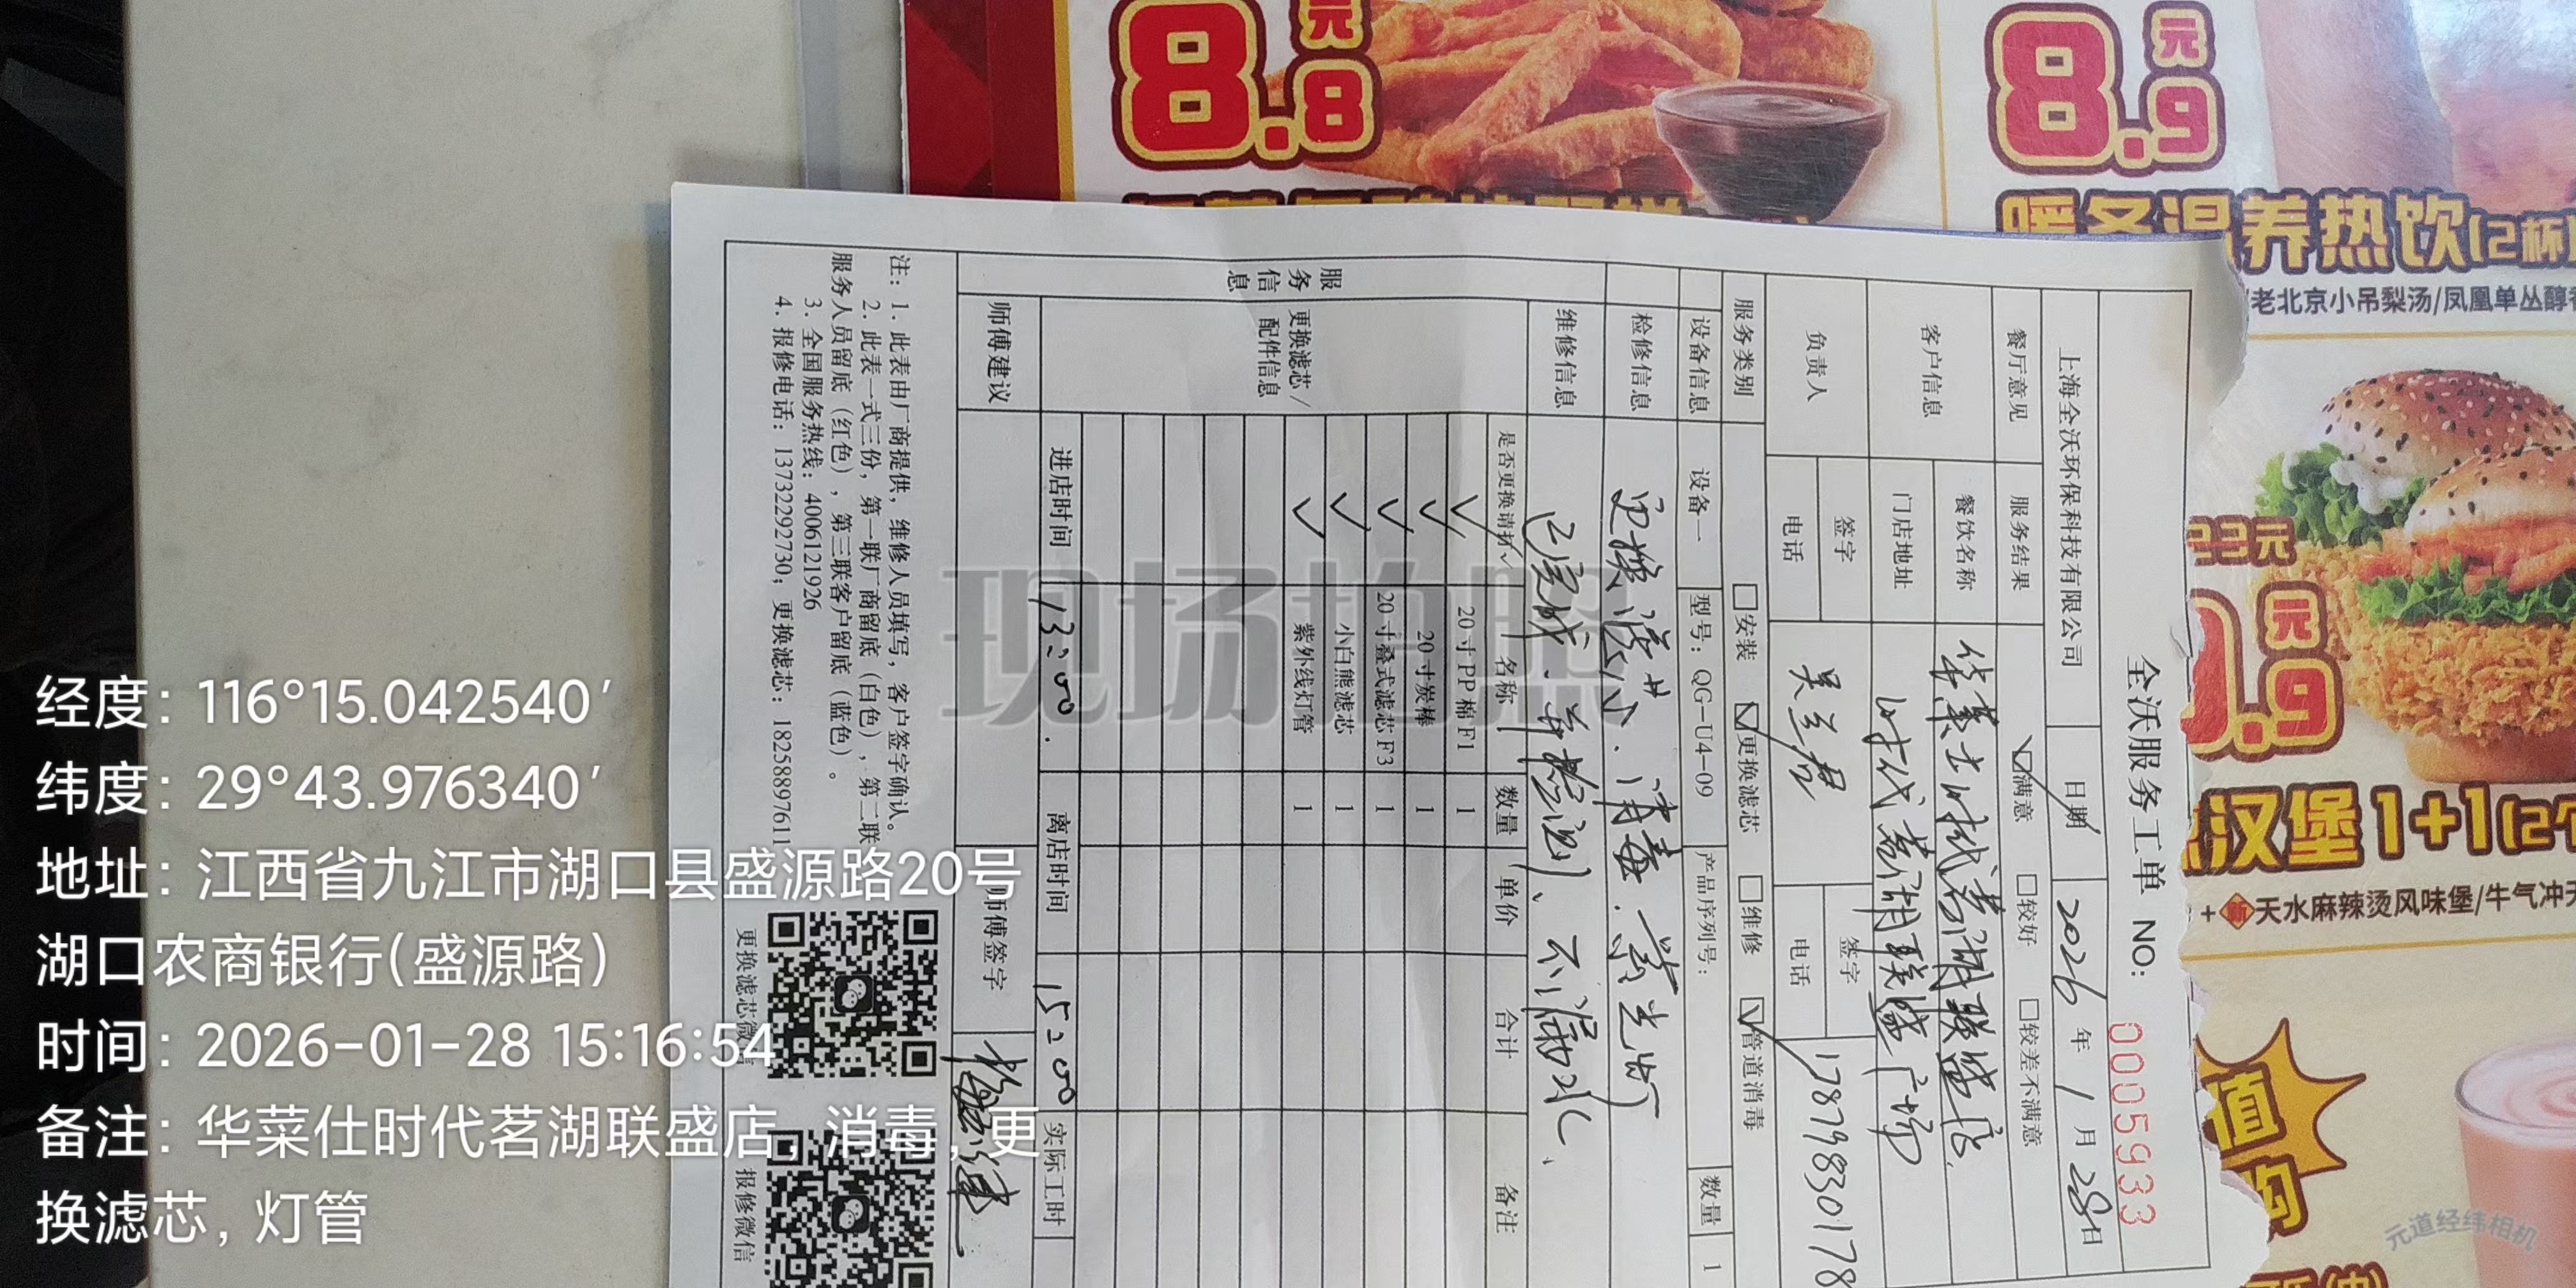 全沃服务工单 NO: 0005933
上海全沃环保科技有限公司 日期 2026 年 1 月 28 日
餐厅意见 服务结果 ☑满意 □较好 □较差不满意
客户信息 餐饮名称 华莱士时代茗湖联盛店.
门店地址 时代茗湖联盛广场
负责人 签字 签字
电话 电话 17879830178
服务类别 □安装 ☑更换滤芯 □维修 ☑管道消毒
设备信息 设备一 型号: QG-U4-09 产品序列号: 数量 1
检修信息 更换滤芯.消毒.紫光灯
维修信息 已完成.并检测、不漏水、
服务信息
更换滤芯/配件信息
是否更换请打√ 名称 数量 单价 合计 备注
✓ 20寸PP棉F1 1
✓ 20寸炭棒 1
✓ 20寸叠式滤芯F3 1
✓ 小白熊滤芯 1
✓ 紫外线灯管 1
进店时间 13:00. 离店时间 15:00 实际工时
师傅建议 师傅签字
注: 1. 此表由厂商提供, 维修人员填写, 客户签字确认。
2. 此表一式三份, 第一联厂商留底(白色), 第二联
服务人员留底(红色), 第三联客户留底(蓝色)。
3. 全国服务热线: 4006121926
4. 报修电话: 13732292730; 更换滤芯: 18258897611
更换滤芯微信
报修微信
现场拍照
经度: 116°15.042540′
纬度: 29°43.976340′
地址: 江西省九江市湖口县盛源路20号
湖口农商银行(盛源路)
时间: 2026-01-28 15:16:54
备注: 华莱仕时代茗湖联盛店, 消毒, 更
换滤芯, 灯管
8.8元
8.9元
暖冬温养热饮(2杯)
老北京小吊梨汤/凤凰单丛醇
元
.9
汉堡1+1(2个
+新天水麻辣烫风味堡/牛气冲天
值
购
元道经纬相机